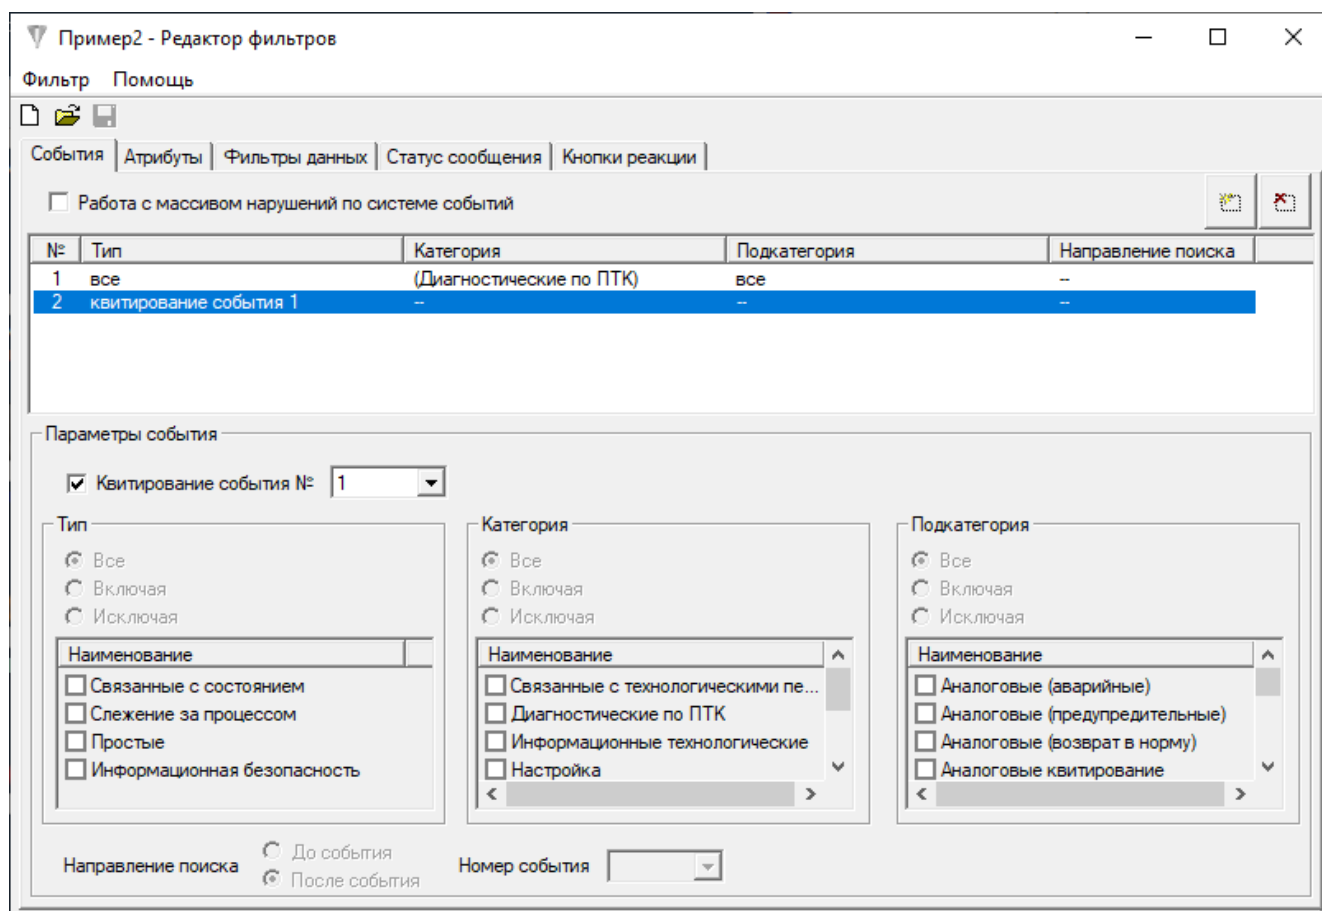 Пример2 - Редактор фильтров
Фильтр Помощь
События Атрибуты Фильтры данных Статус сообщения Кнопки реакции
Работа с массивом нарушений по системе событий
№ Тип Категория Подкатегория Направление поиска
1 все (Диагностические по ПТК) все --
2 квитирование события 1 -- -- --
Параметры события
Квитирование события № 1
Тип Категория Подкатегория
Все Все Все
Включая Включая Включая
Исключая Исключая Исключая
Наименование Наименование Наименование
Связанные с состоянием Связанные с технологическими пе... Аналоговые (аварийные)
Слежение за процессом Диагностические по ПТК Аналоговые (предупредительные)
Простые Информационные технологические Аналоговые (возврат в норму)
Информационная безопасность Настройка Аналоговые квитирование
До события
Направление поиска Номер события
После события